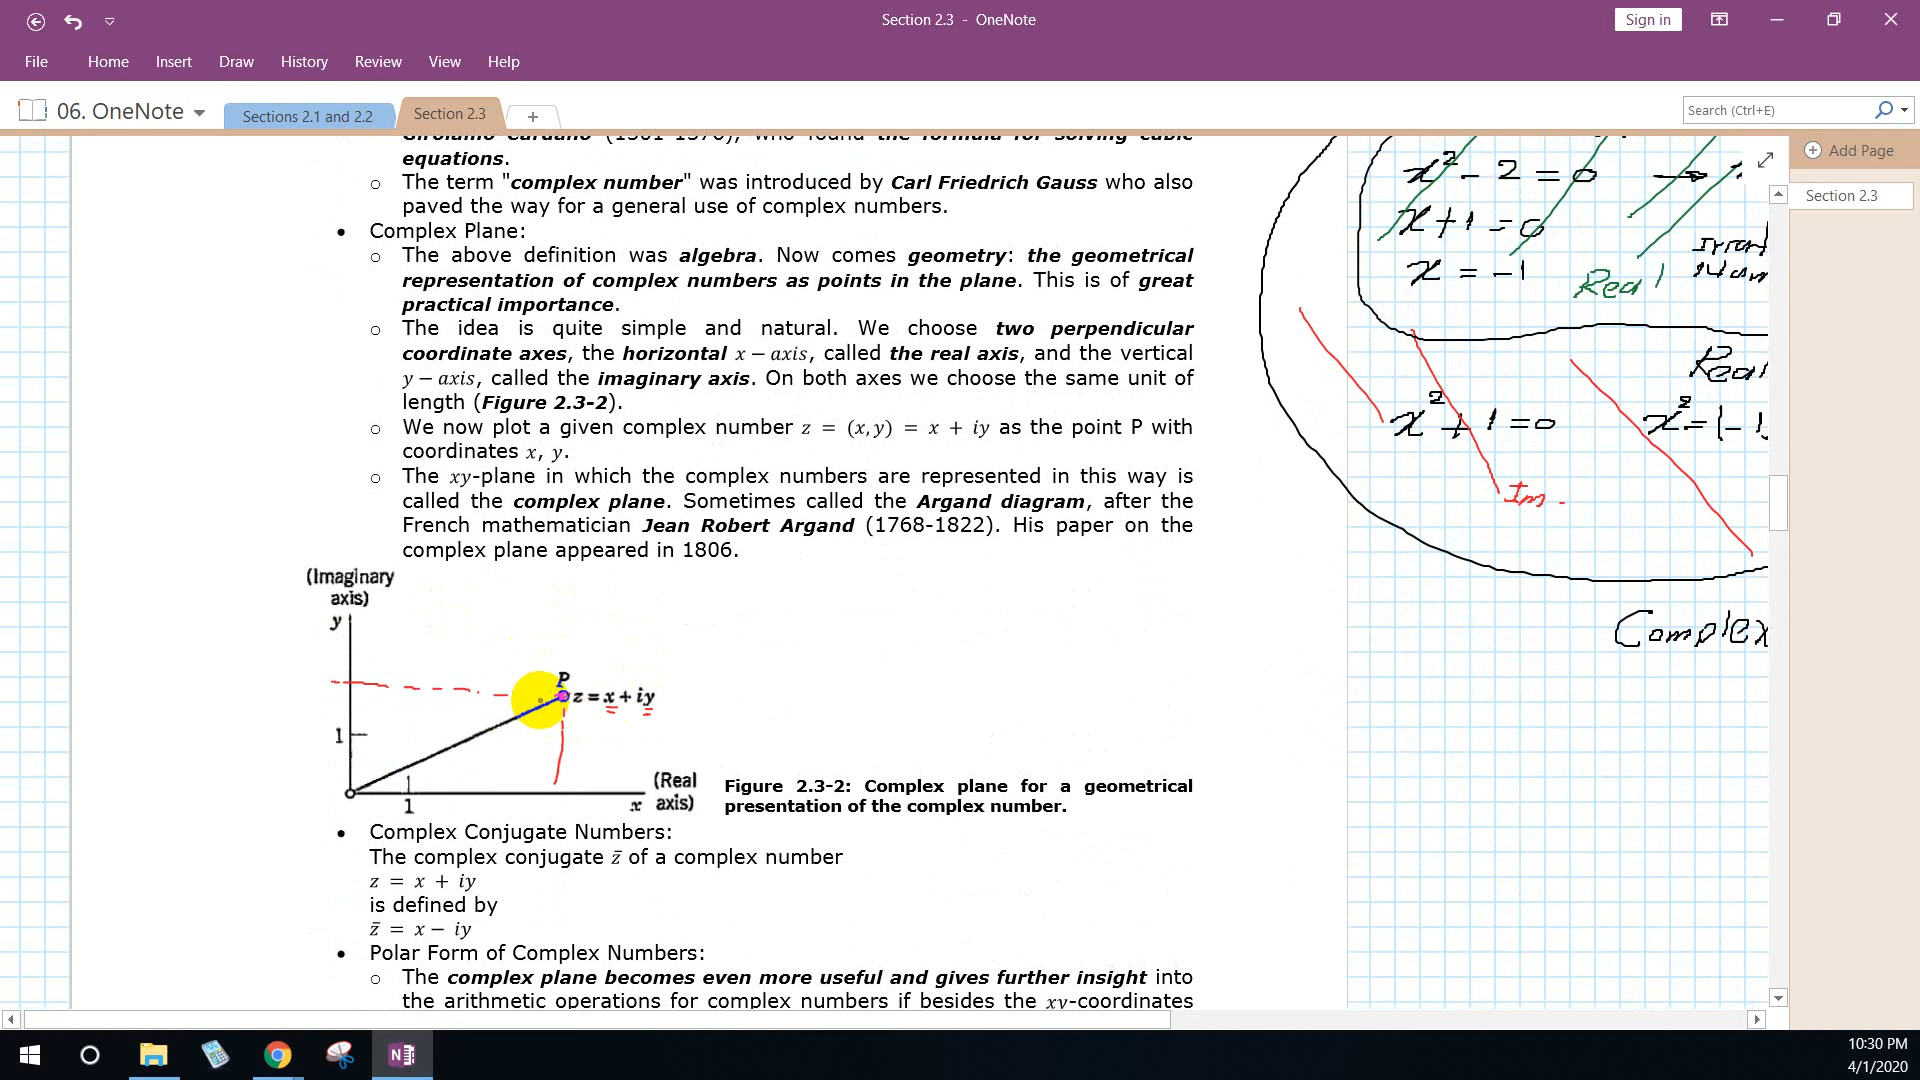 Section 2.3 - OneNote
Sign in
File Home Insert Draw History Review View Help
06. OneNote
Sections 2.1 and 2.2
Section 2.3
Search (Ctrl+E)
Add Page
Section 2.3
Girolamo Cardano (1501-1576), who found the formula for solving cubic
equations.
o The term "complex number" was introduced by Carl Friedrich Gauss who also
paved the way for a general use of complex numbers.
• Complex Plane:
o The above definition was algebra. Now comes geometry: the geometrical
representation of complex numbers as points in the plane. This is of great
practical importance.
o The idea is quite simple and natural. We choose two perpendicular
coordinate axes, the horizontal x − axis, called the real axis, and the vertical
y − axis, called the imaginary axis. On both axes we choose the same unit of
length (Figure 2.3-2).
o We now plot a given complex number z = (x, y) = x + iy as the point P with
coordinates x, y.
o The xy-plane in which the complex numbers are represented in this way is
called the complex plane. Sometimes called the Argand diagram, after the
French mathematician Jean Robert Argand (1768-1822). His paper on the
complex plane appeared in 1806.
(Imaginary
axis)
y
P
z = x + iy
1
1
x
(Real
axis)
Figure 2.3-2: Complex plane for a geometrical
presentation of the complex number.
• Complex Conjugate Numbers:
The complex conjugate z̄ of a complex number
z = x + iy
is defined by
z̄ = x − iy
• Polar Form of Complex Numbers:
o The complex plane becomes even more useful and gives further insight into
the arithmetic operations for complex numbers if besides the xy-coordinates
x² - 2 = 0 →
x + 1 = 0
x = -1
Real
Real
x² + 1 = 0
x² = |-1
Im.
Complex
10:30 PM
4/1/2020